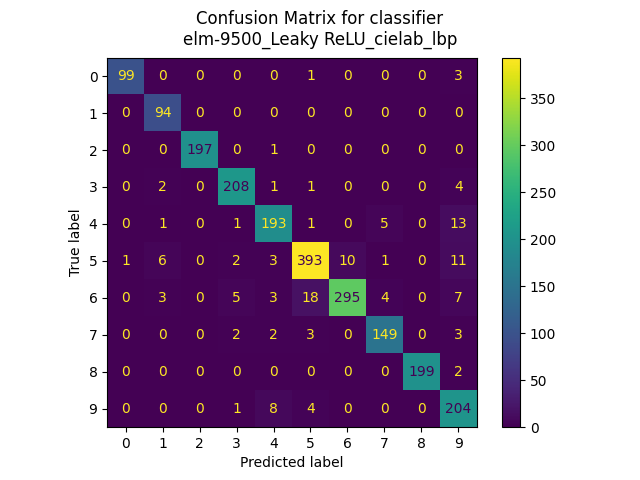 Confusion Matrix for classifier
elm-9500_Leaky ReLU_cielab_lbp
0 99 0 0 0 0 1 0 0 0 3
1 0 94 0 0 0 0 0 0 0 0
2 0 0 197 0 1 0 0 0 0 0
3 0 2 0 208 1 1 0 0 0 4
4 0 1 0 1 193 1 0 5 0 13
5 1 6 0 2 3 393 10 1 0 11
6 0 3 0 5 3 18 295 4 0 7
7 0 0 0 2 2 3 0 149 0 3
8 0 0 0 0 0 0 0 0 199 2
9 0 0 0 1 8 4 0 0 0 204
0 1 2 3 4 5 6 7 8 9
Predicted label
True label
350
300
250
200
150
100
50
0